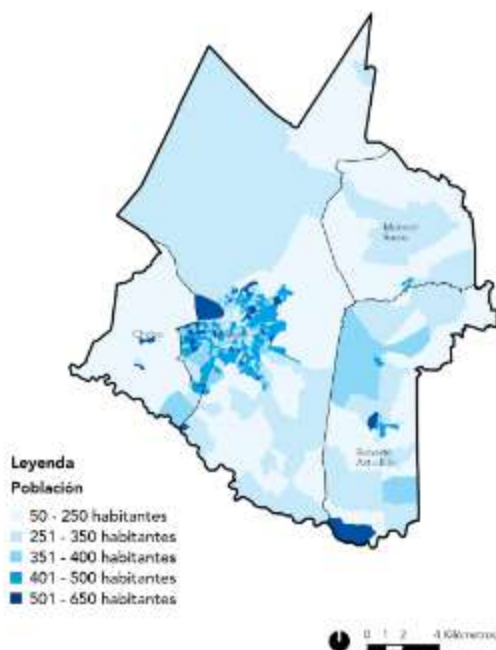 Leyenda
Población
50 - 250 habitantes
251 - 350 habitantes
351 - 400 habitantes
401 - 500 habitantes
501 - 650 habitantes
0 1 2 4 Kilómetros